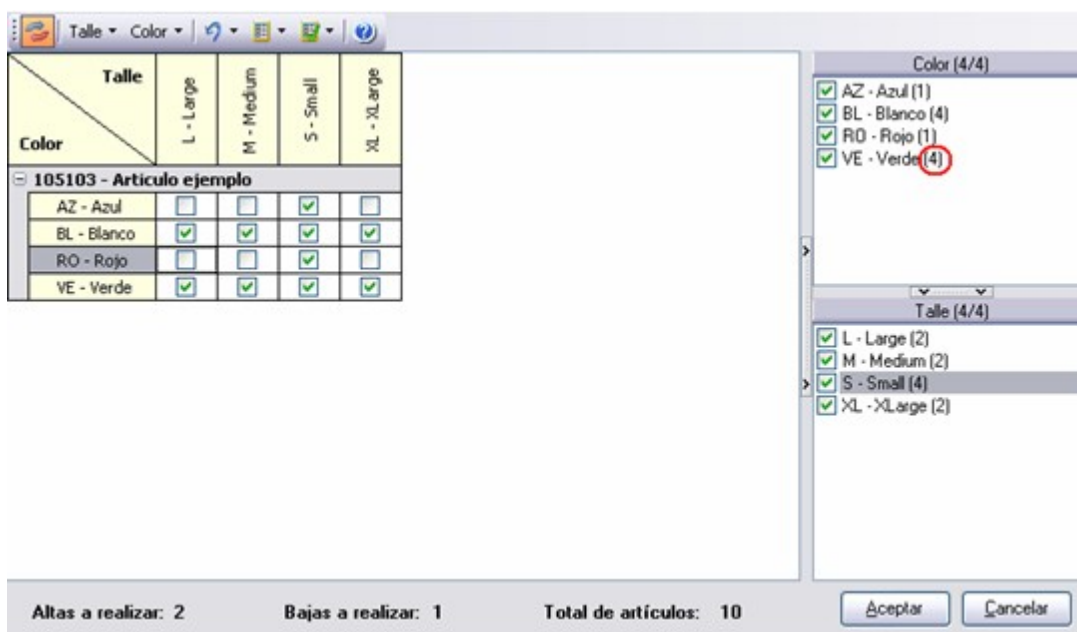 Talle Color
Talle
Color
L - Large
M - Medium
S - Small
XL - XLarge
105103 - Articulo ejemplo
AZ - Azul
BL - Blanco
RO - Rojo
VE - Verde
Color (4/4)
AZ - Azul (1)
BL - Blanco (4)
RO - Rojo (1)
VE - Verde (4)
Talle (4/4)
L - Large (2)
M - Medium (2)
S - Small (4)
XL - XLarge (2)
Altas a realizar: 2 Bajas a realizar: 1 Total de artículos: 10
Aceptar Cancelar